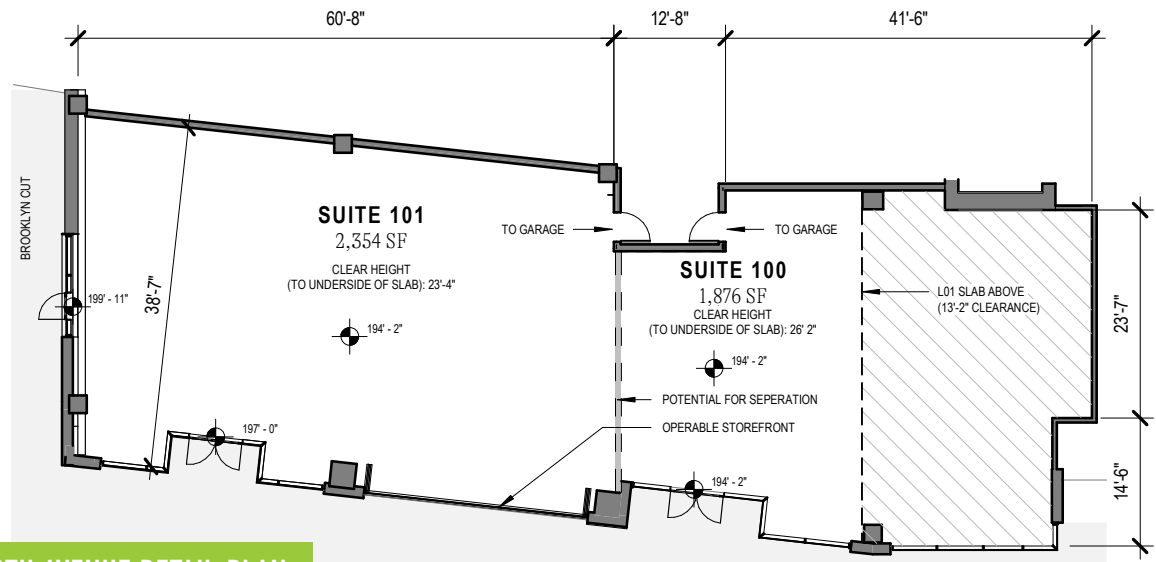 60'-8"
12'-8"
41'-6"
BROOKLYN CUT
SUITE 101
2,354 SF
CLEAR HEIGHT
(TO UNDERSIDE OF SLAB): 23'-4"
TO GARAGE
TO GARAGE
SUITE 100
1,876 SF
CLEAR HEIGHT
(TO UNDERSIDE OF SLAB): 26' 2"
L01 SLAB ABOVE
(13'-2" CLEARANCE)
23'-7"
199' - 11"
38'-7"
194' - 2"
194' - 2"
POTENTIAL FOR SEPERATION
OPERABLE STOREFRONT
197' - 0"
194' - 2"
14'-6"
AVENUE RETAIL PLAN